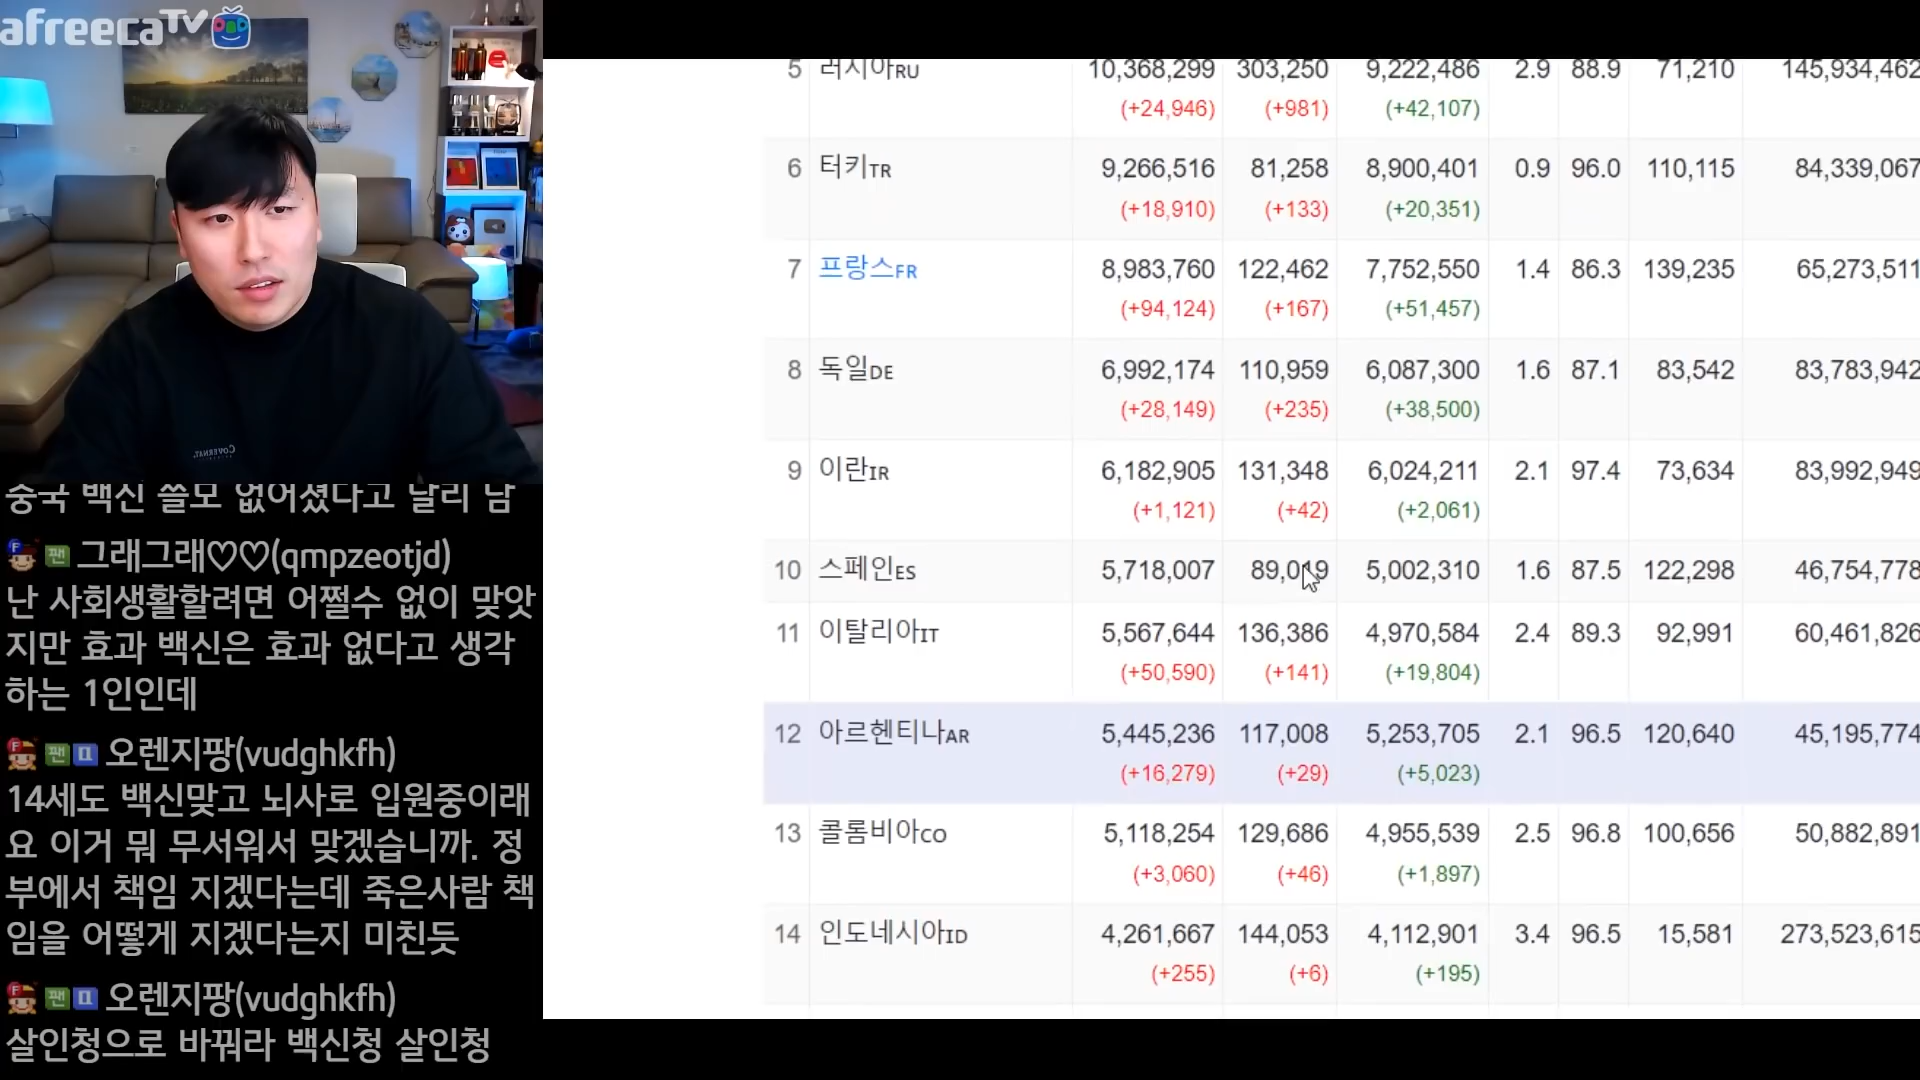 afreecaTV
중국 백신 쓸모 없어졌다고 난리 남
그래그래♡♡(qmpzeotjd)
난 사회생활할려면 어쩔수 없이 맞앗
지만 효과 백신은 효과 없다고 생각
하는 1인인데
오렌지팡(vudghkfh)
14세도 백신맞고 뇌사로 입원중이래
요 이거 뭐 무서워서 맞겠습니까. 정
부에서 책임 지겠다는데 죽은사람 책
임을 어떻게 지겠다는지 미친듯
오렌지팡(vudghkfh)
살인청으로 바꿔라 백신청 살인청
COVERNAT.
5 러시아RU 10,368,299 303,250 9,222,486 2.9 88.9 71,210 145,934,462
(+24,946) (+981) (+42,107)
6 터키TR 9,266,516 81,258 8,900,401 0.9 96.0 110,115 84,339,067
(+18,910) (+133) (+20,351)
7 프랑스FR 8,983,760 122,462 7,752,550 1.4 86.3 139,235 65,273,511
(+94,124) (+167) (+51,457)
8 독일DE 6,992,174 110,959 6,087,300 1.6 87.1 83,542 83,783,942
(+28,149) (+235) (+38,500)
9 이란IR 6,182,905 131,348 6,024,211 2.1 97.4 73,634 83,992,949
(+1,121) (+42) (+2,061)
10 스페인ES 5,718,007 89,019 5,002,310 1.6 87.5 122,298 46,754,778
11 이탈리아IT 5,567,644 136,386 4,970,584 2.4 89.3 92,991 60,461,826
(+50,590) (+141) (+19,804)
12 아르헨티나AR 5,445,236 117,008 5,253,705 2.1 96.5 120,640 45,195,774
(+16,279) (+29) (+5,023)
13 콜롬비아CO 5,118,254 129,686 4,955,539 2.5 96.8 100,656 50,882,891
(+3,060) (+46) (+1,897)
14 인도네시아ID 4,261,667 144,053 4,112,901 3.4 96.5 15,581 273,523,615
(+255) (+6) (+195)